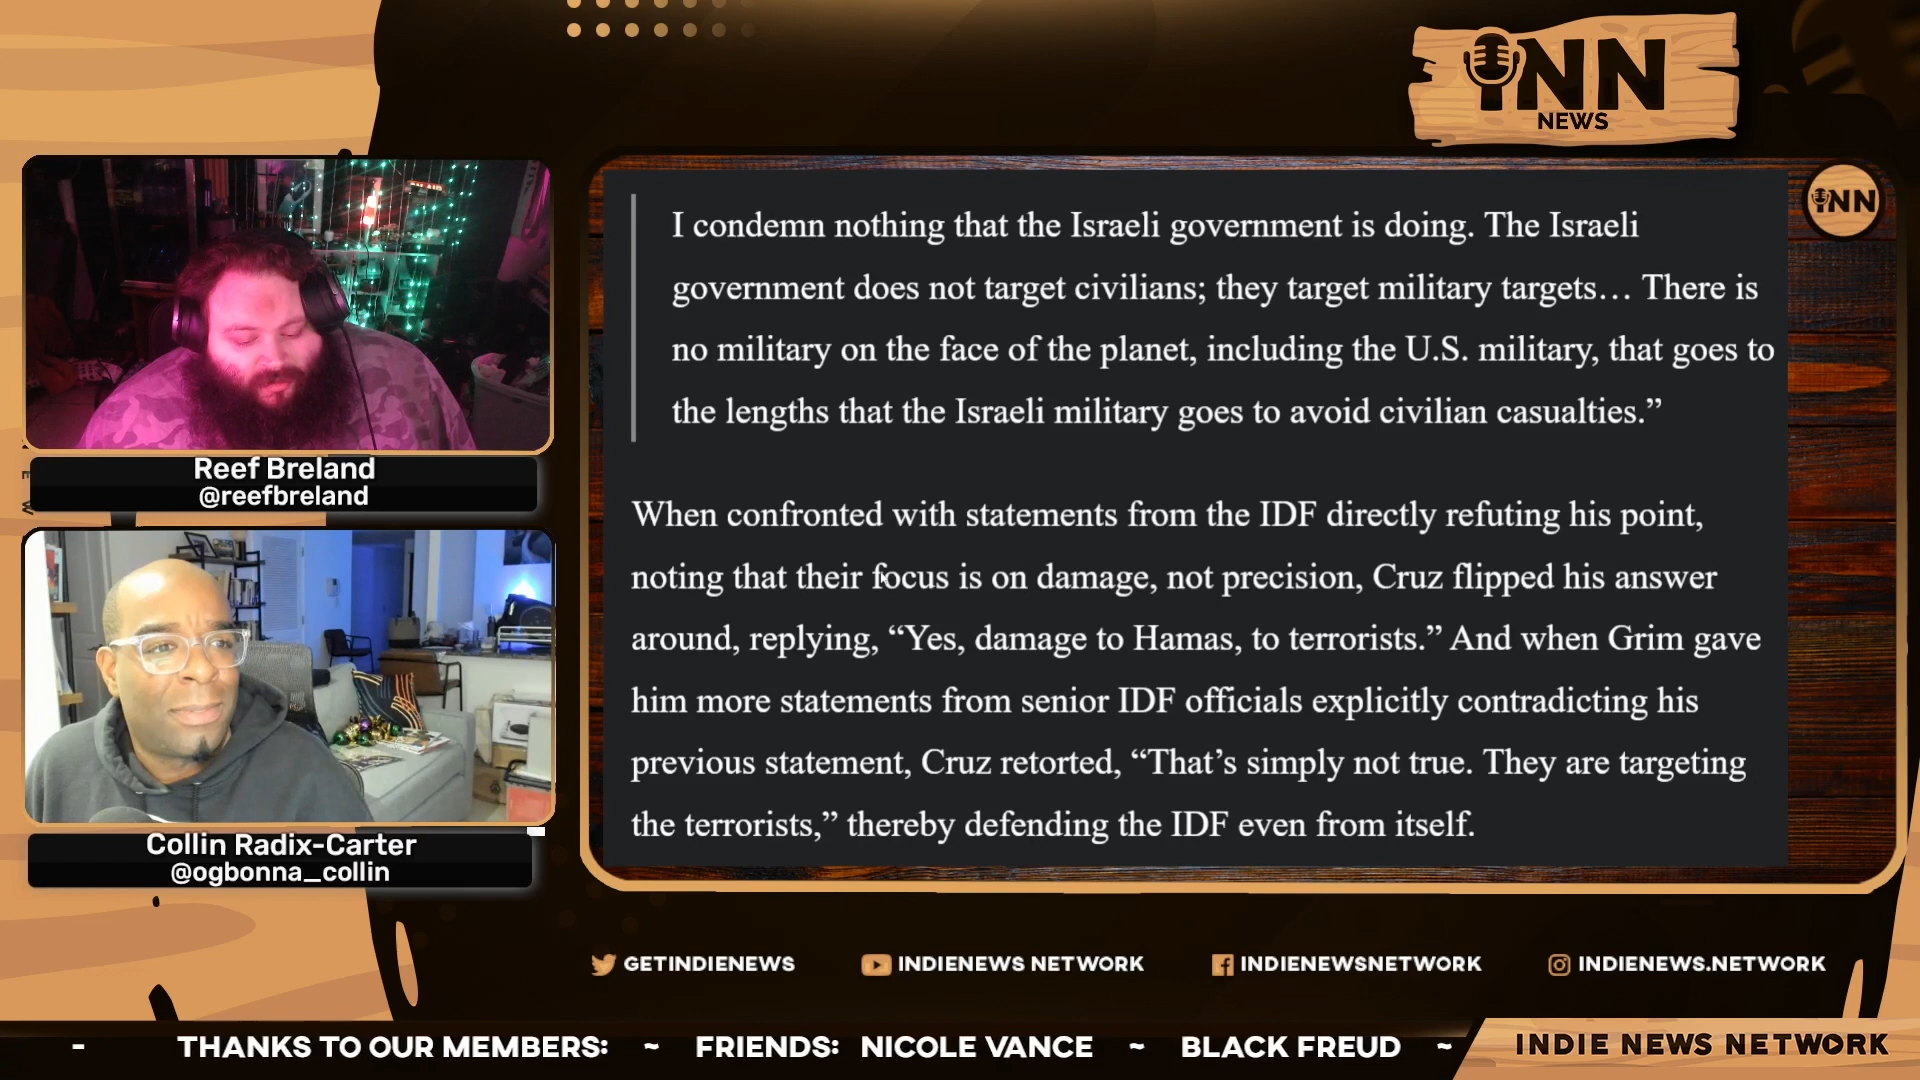 iNN
NEWS
iNN
I condemn nothing that the Israeli government is doing. The Israeli
government does not target civilians; they target military targets… There is
no military on the face of the planet, including the U.S. military, that goes to
the lengths that the Israeli military goes to avoid civilian casualties.”
When confronted with statements from the IDF directly refuting his point,
noting that their focus is on damage, not precision, Cruz flipped his answer
around, replying, “Yes, damage to Hamas, to terrorists.” And when Grim gave
him more statements from senior IDF officials explicitly contradicting his
previous statement, Cruz retorted, “That’s simply not true. They are targeting
the terrorists,” thereby defending the IDF even from itself.
Reef Breland
@reefbreland
Collin Radix-Carter
@ogbonna_collin
GETINDIENEWS
INDIENEWS NETWORK
INDIENEWSNETWORK
INDIENEWS.NETWORK
- THANKS TO OUR MEMBERS: ~ FRIENDS: NICOLE VANCE ~ BLACK FREUD ~
INDIE NEWS NETWORK